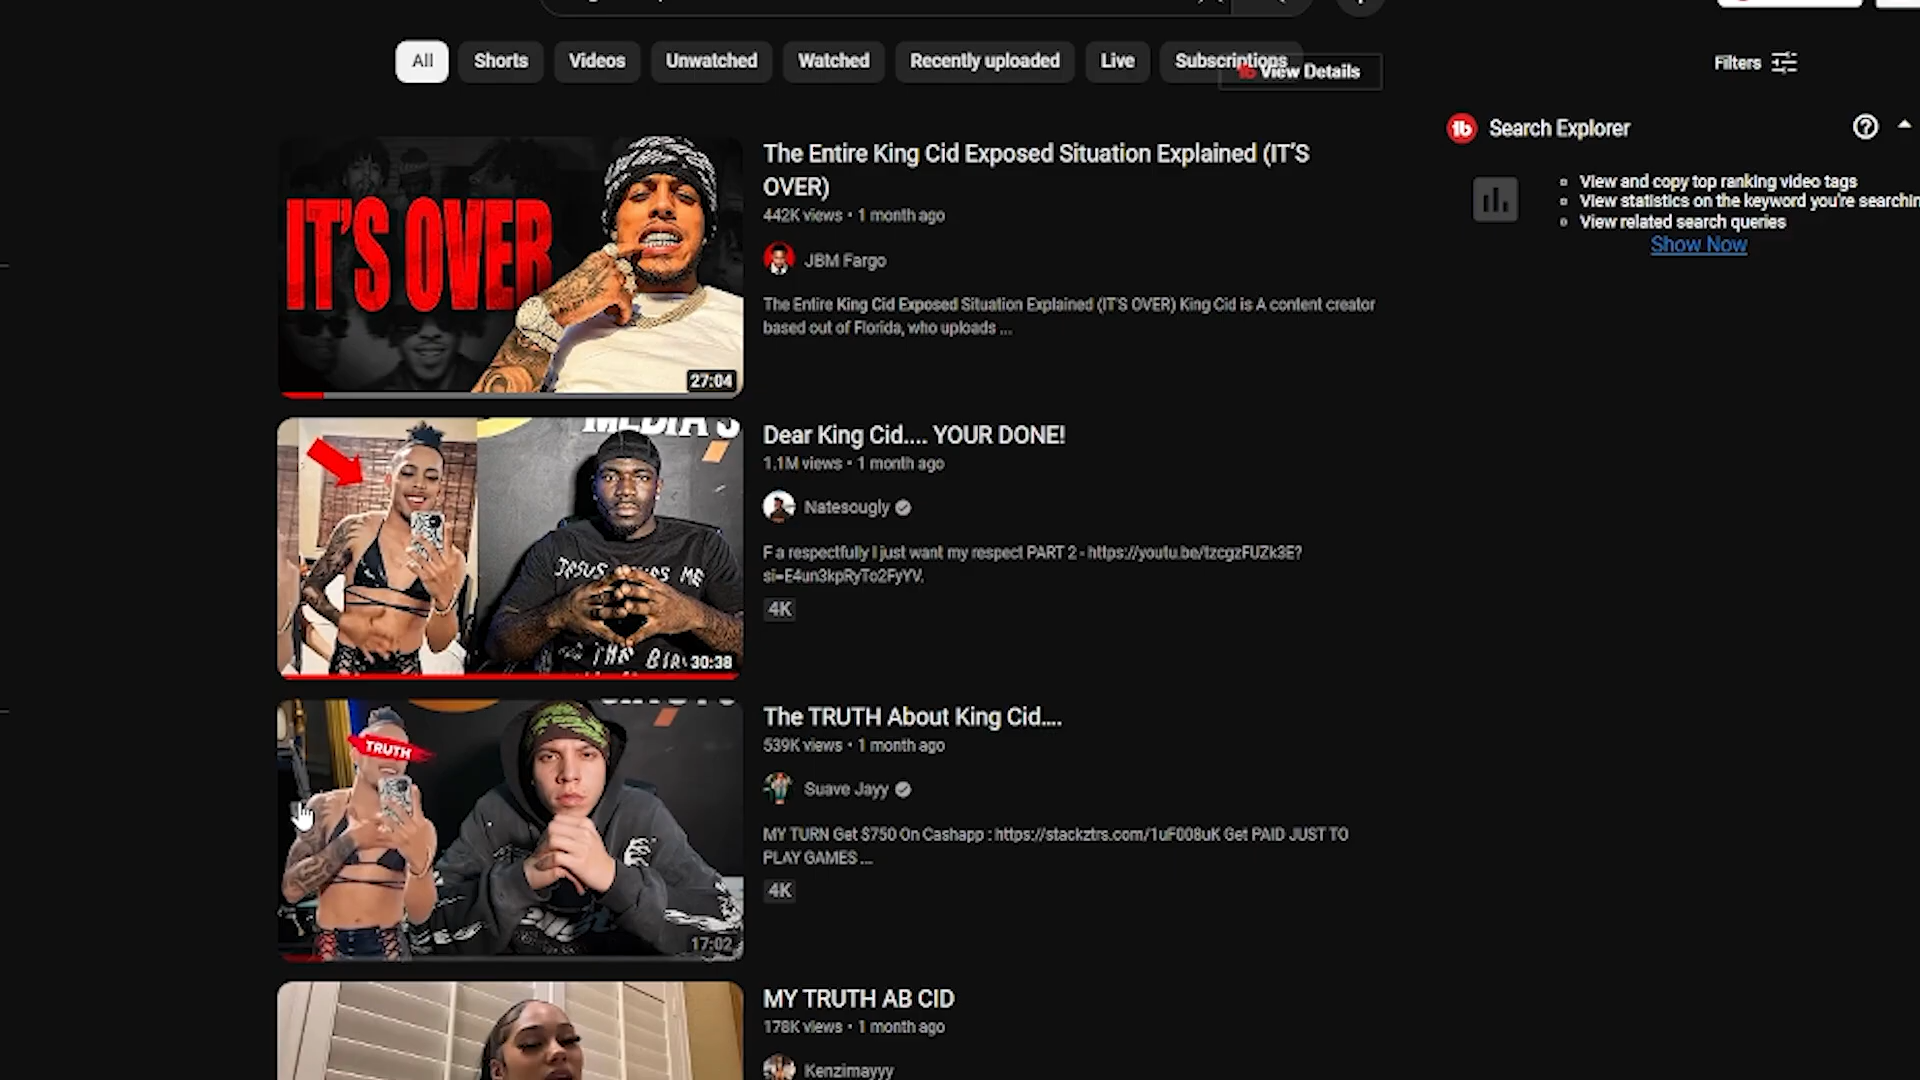 All
Shorts
Videos
Unwatched
Watched
Recently uploaded
Live
Subscriptions
View Details
Filters
Search Explorer
View and copy top ranking video tags
View statistics on the keyword you're
View related search queries
Show Now
IT'S OVER
27:04
The Entire King Cid Exposed Situation Explained (IT'S
OVER)
442K views • 1 month ago
JBM Fargo
The Entire King Cid Exposed Situation Explained (IT'S OVER) King Cid is A content creator
based out of Florida, who uploads ...
30:38
Dear King Cid.... YOUR DONE!
1.1M views • 1 month ago
Natesougly
F a respectfully I just want my respect PART 2 - https://youtu.be/tzcgzFUZk3E?
si=E4un3kpRyTo2FyYV.
4K
TRUTH
17:02
The TRUTH About King Cid....
539K views • 1 month ago
Suave Jayy
MY TURN Get $750 On Cashapp : https://stackztrs.com/1uF008uK Get PAID JUST TO
PLAY GAMES ...
4K
MY TRUTH AB CID
178K views • 1 month ago
Kenzimayyy